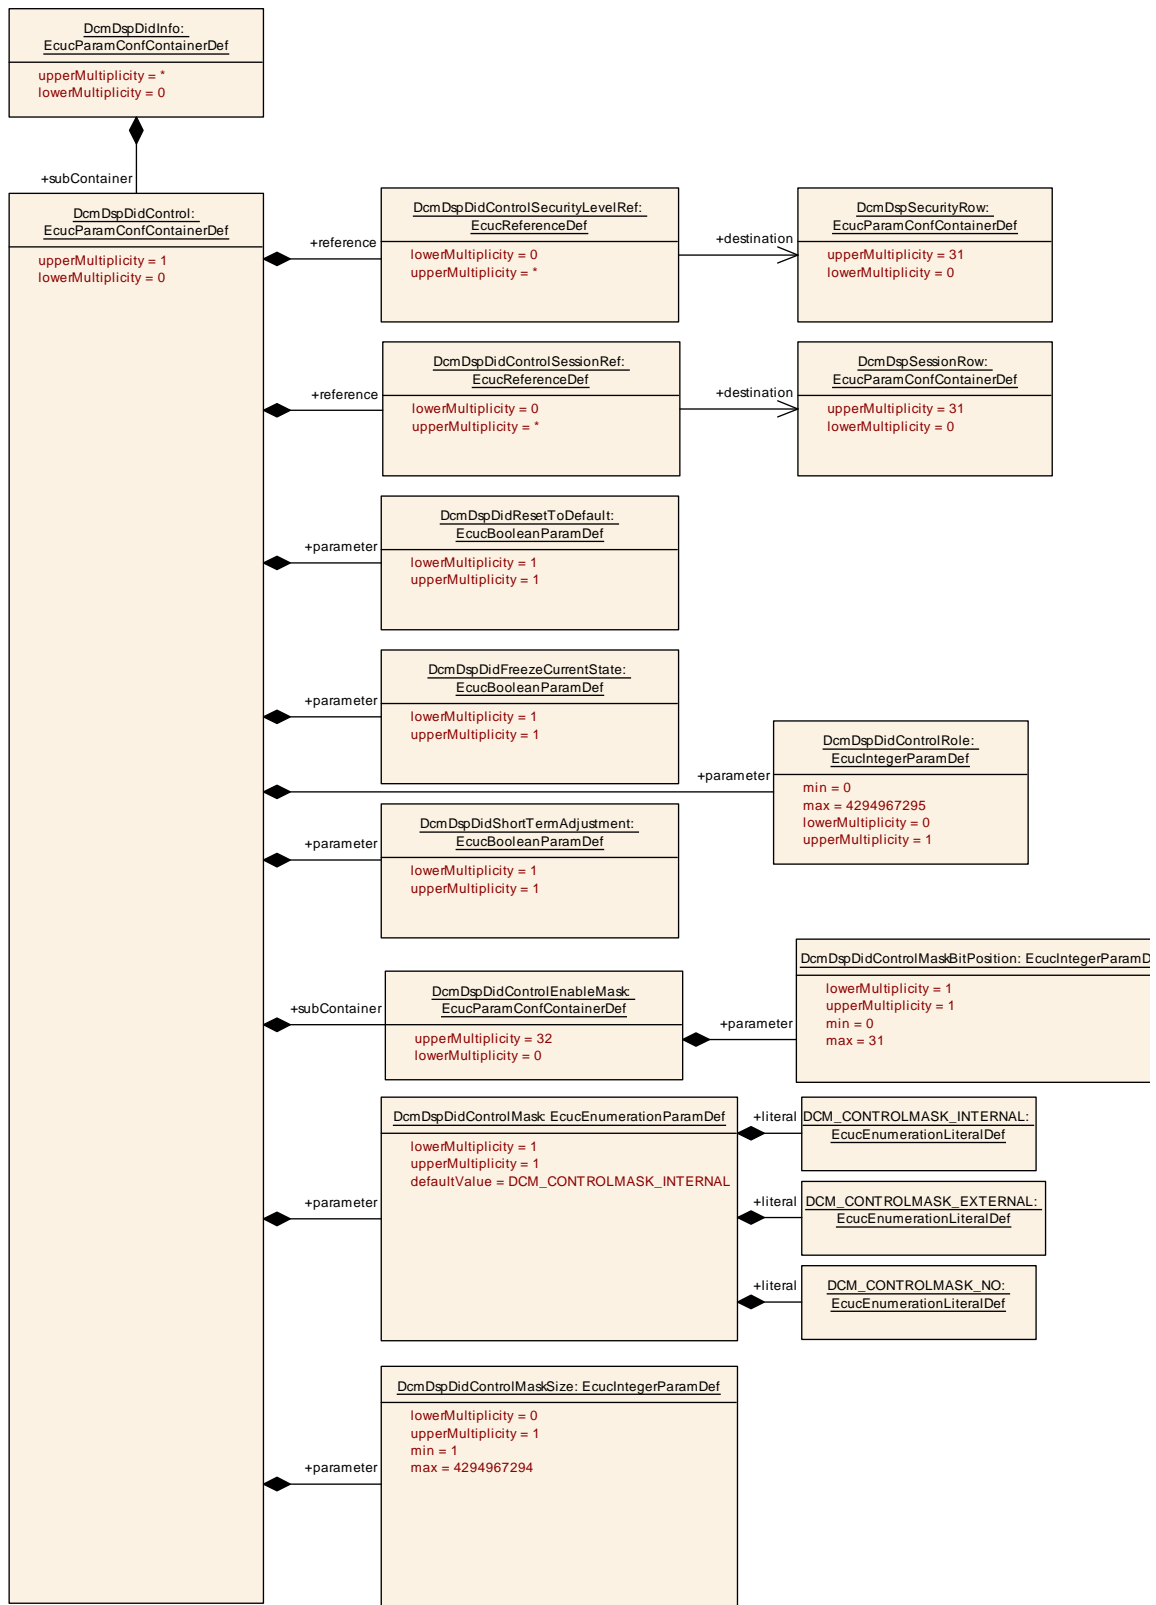 DcmDspDidInfo:
EcucParamConfContainerDef
upperMultiplicity = *
lowerMultiplicity = 0
+subContainer
DcmDspDidControl:
EcucParamConfContainerDef
upperMultiplicity = 1
lowerMultiplicity = 0
+reference
DcmDspDidControlSecurityLevelRef:
EcucReferenceDef
lowerMultiplicity = 0
upperMultiplicity = *
+destination
DcmDspSecurityRow:
EcucParamConfContainerDef
upperMultiplicity = 31
lowerMultiplicity = 0
+reference
DcmDspDidControlSessionRef:
EcucReferenceDef
lowerMultiplicity = 0
upperMultiplicity = *
+destination
DcmDspSessionRow:
EcucParamConfContainerDef
upperMultiplicity = 31
lowerMultiplicity = 0
+parameter
DcmDspDidResetToDefault:
EcucBooleanParamDef
lowerMultiplicity = 1
upperMultiplicity = 1
+parameter
DcmDspDidFreezeCurrentState:
EcucBooleanParamDef
lowerMultiplicity = 1
upperMultiplicity = 1
+parameter
DcmDspDidControlRole:
EcucIntegerParamDef
min = 0
max = 4294967295
lowerMultiplicity = 0
upperMultiplicity = 1
+parameter
DcmDspDidShortTermAdjustment:
EcucBooleanParamDef
lowerMultiplicity = 1
upperMultiplicity = 1
+subContainer
DcmDspDidControlEnableMask:
EcucParamConfContainerDef
upperMultiplicity = 32
lowerMultiplicity = 0
+parameter
DcmDspDidControlMaskBitPosition: EcucIntegerParamD
lowerMultiplicity = 1
upperMultiplicity = 1
min = 0
max = 31
+parameter
DcmDspDidControlMask: EcucEnumerationParamDef
lowerMultiplicity = 1
upperMultiplicity = 1
defaultValue = DCM_CONTROLMASK_INTERNAL
+literal
DCM_CONTROLMASK_INTERNAL:
EcucEnumerationLiteralDef
+literal
DCM_CONTROLMASK_EXTERNAL:
EcucEnumerationLiteralDef
+literal
DCM_CONTROLMASK_NO:
EcucEnumerationLiteralDef
+parameter
DcmDspDidControlMaskSize: EcucIntegerParamDef
lowerMultiplicity = 0
upperMultiplicity = 1
min = 1
max = 4294967294